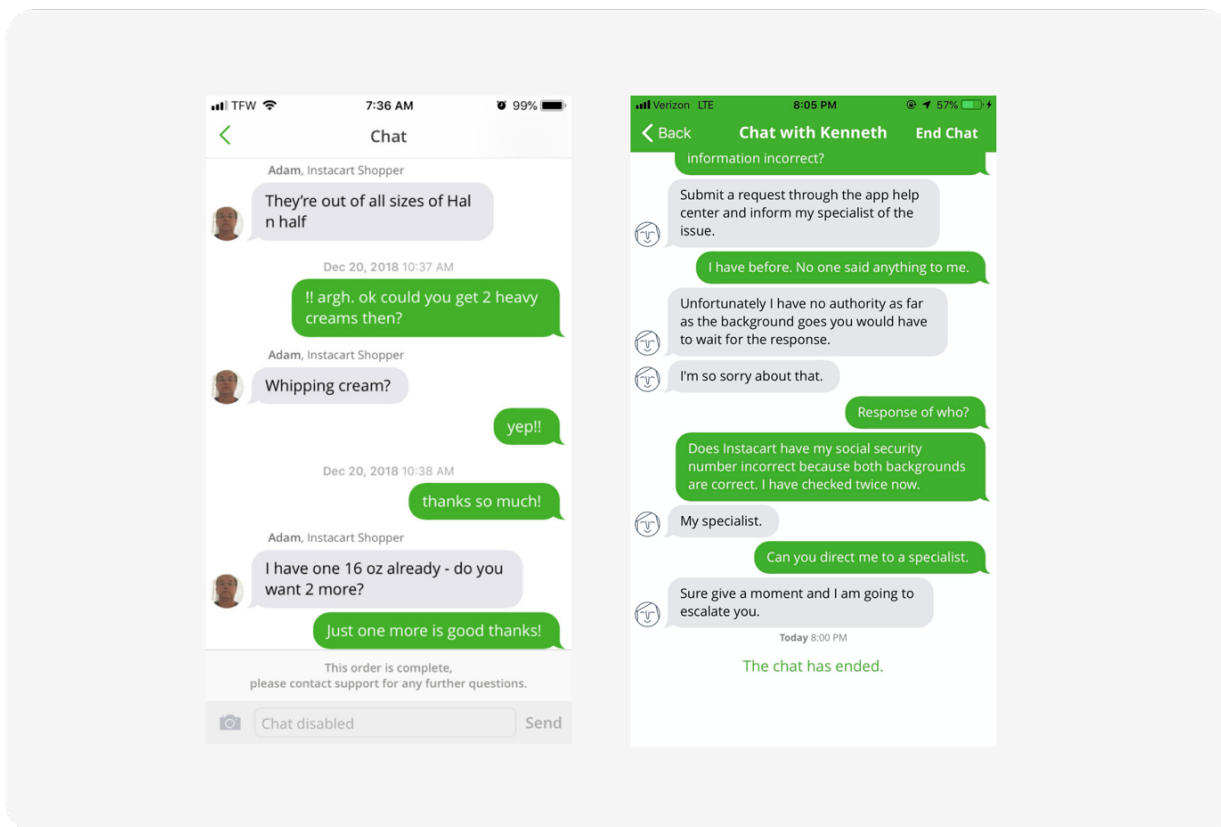 TFW 7:36 AM 99%
Chat
Adam, Instacart Shopper
They're out of all sizes of Hal
n half
Dec 20, 2018 10:37 AM
!! argh. ok could you get 2 heavy
creams then?
Adam, Instacart Shopper
Whipping cream?
yep!!
Dec 20, 2018 10:38 AM
thanks so much!
Adam, Instacart Shopper
I have one 16 oz already - do you
want 2 more?
Just one more is good thanks!
This order is complete,
please contact support for any further questions.
Chat disabled Send
Verizon LTE 8:05 PM 57%
Back Chat with Kenneth End Chat
information incorrect?
Submit a request through the app help
center and inform my specialist of the
issue.
I have before. No one said anything to me.
Unfortunately I have no authority as far
as the background goes you would have
to wait for the response.
I'm so sorry about that.
Response of who?
Does Instacart have my social security
number incorrect because both backgrounds
are correct. I have checked twice now.
My specialist.
Can you direct me to a specialist.
Sure give a moment and I am going to
escalate you.
Today 8:00 PM
The chat has ended.